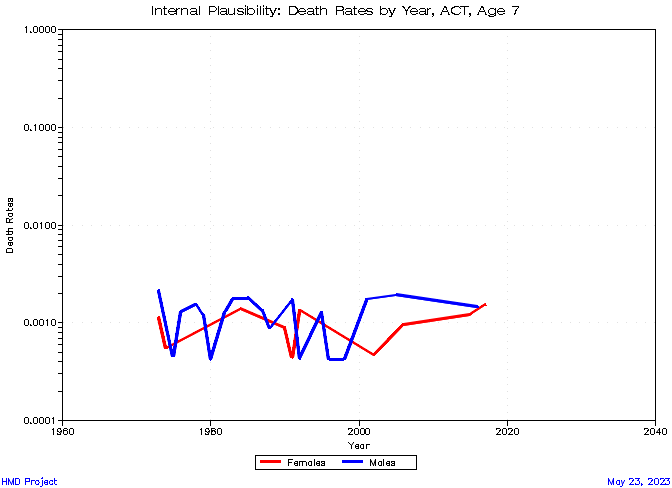 Internal Plausibility: Death Rates by Year, ACT, Age 7
1.0000
0.1000
0.0100
0.0010
0.0001
Death Rates
1960 1980 2000 2020 2040
Year
Females Males
HMD Project May 23, 2023